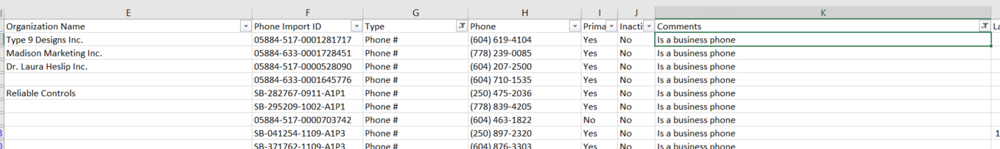 E F G H I J K
Organization Name Phone Import ID Type Phone Prima Inacti Comments La
Type 9 Designs Inc. 05884-517-0001281717 Phone # (604) 619-4104 Yes No Is a business phone
Madison Marketing Inc. 05884-633-0001728451 Phone # (778) 239-0085 Yes No Is a business phone
Dr. Laura Heslip Inc. 05884-517-0000528090 Phone # (604) 207-2500 Yes No Is a business phone
05884-633-0001645776 Phone # (604) 710-1535 Yes No Is a business phone
Reliable Controls SB-282767-0911-A1P1 Phone # (250) 475-2036 Yes No Is a business phone
SB-295209-1002-A1P1 Phone # (778) 839-4205 Yes No Is a business phone
05884-517-0000703742 Phone # (604) 463-1822 No No Is a business phone
3 SB-041254-1109-A1P3 Phone # (250) 897-2320 Yes No Is a business phone 1
SB-371762-1109-A1P3 Phone # (604) 876-3303 Yes No Is a business phone